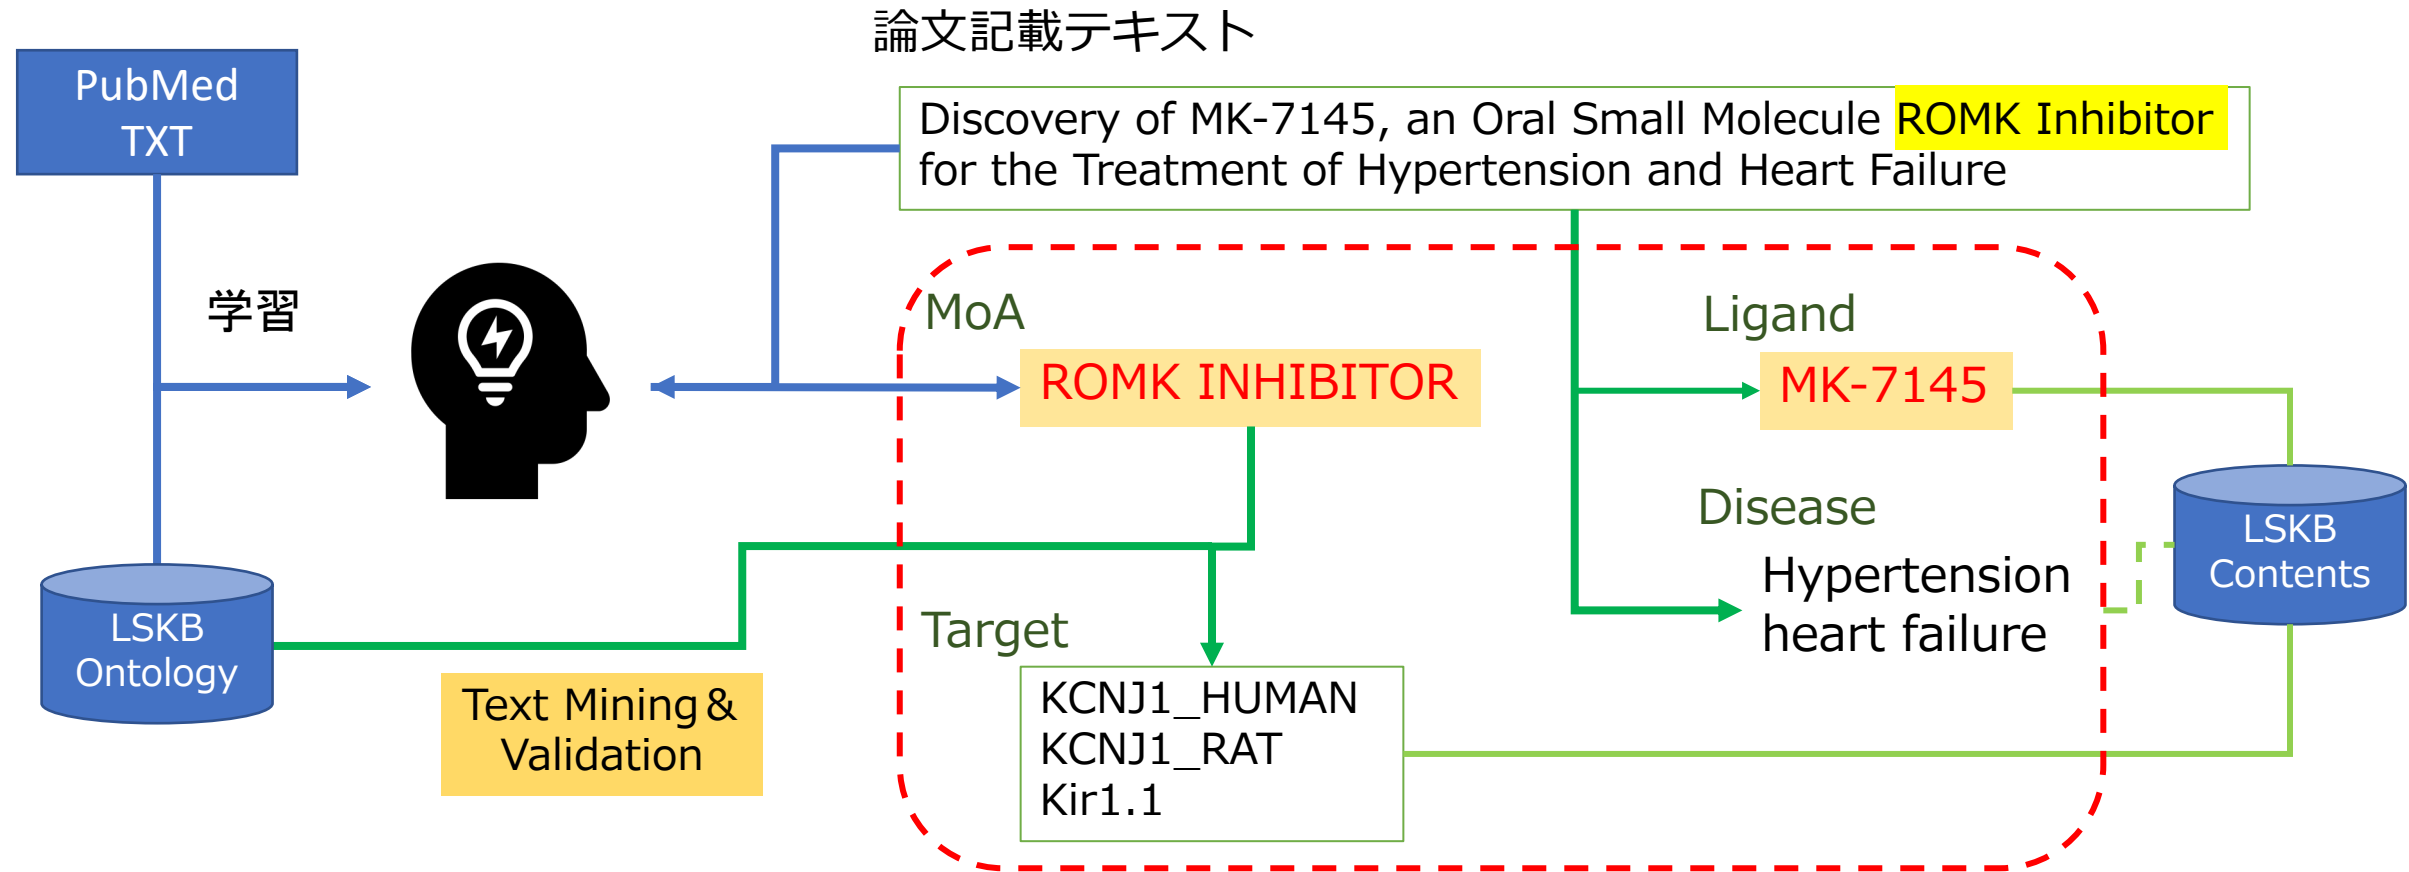 論文記載テキスト
PubMed
TXT
Discovery of MK-7145, an Oral Small Molecule ROMK Inhibitor
for the Treatment of Hypertension and Heart Failure
学習
MoA
ROMK INHIBITOR
Ligand
MK-7145
Disease
Hypertension
heart failure
LSKB
Contents
LSKB
Ontology
Text Mining&
Validation
Target
KCNJ1_HUMAN
KCNJ1_RAT
Kir1.1